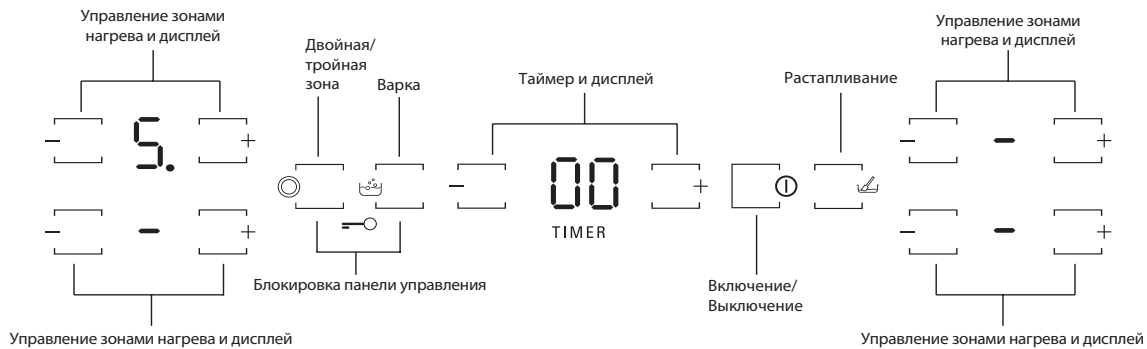 Управление зонами
нагрева и дисплей
Двойная/
тройная
зона
Варка
Таймер и дисплей
Растапливание
Управление зонами
нагрева и дисплей
− 5. +
− 00 +
− - +
− - +
TIMER
− - +
Блокировка панели управления
Включение/
Выключение
Управление зонами нагрева и дисплей
Управление зонами нагрева и дисплей